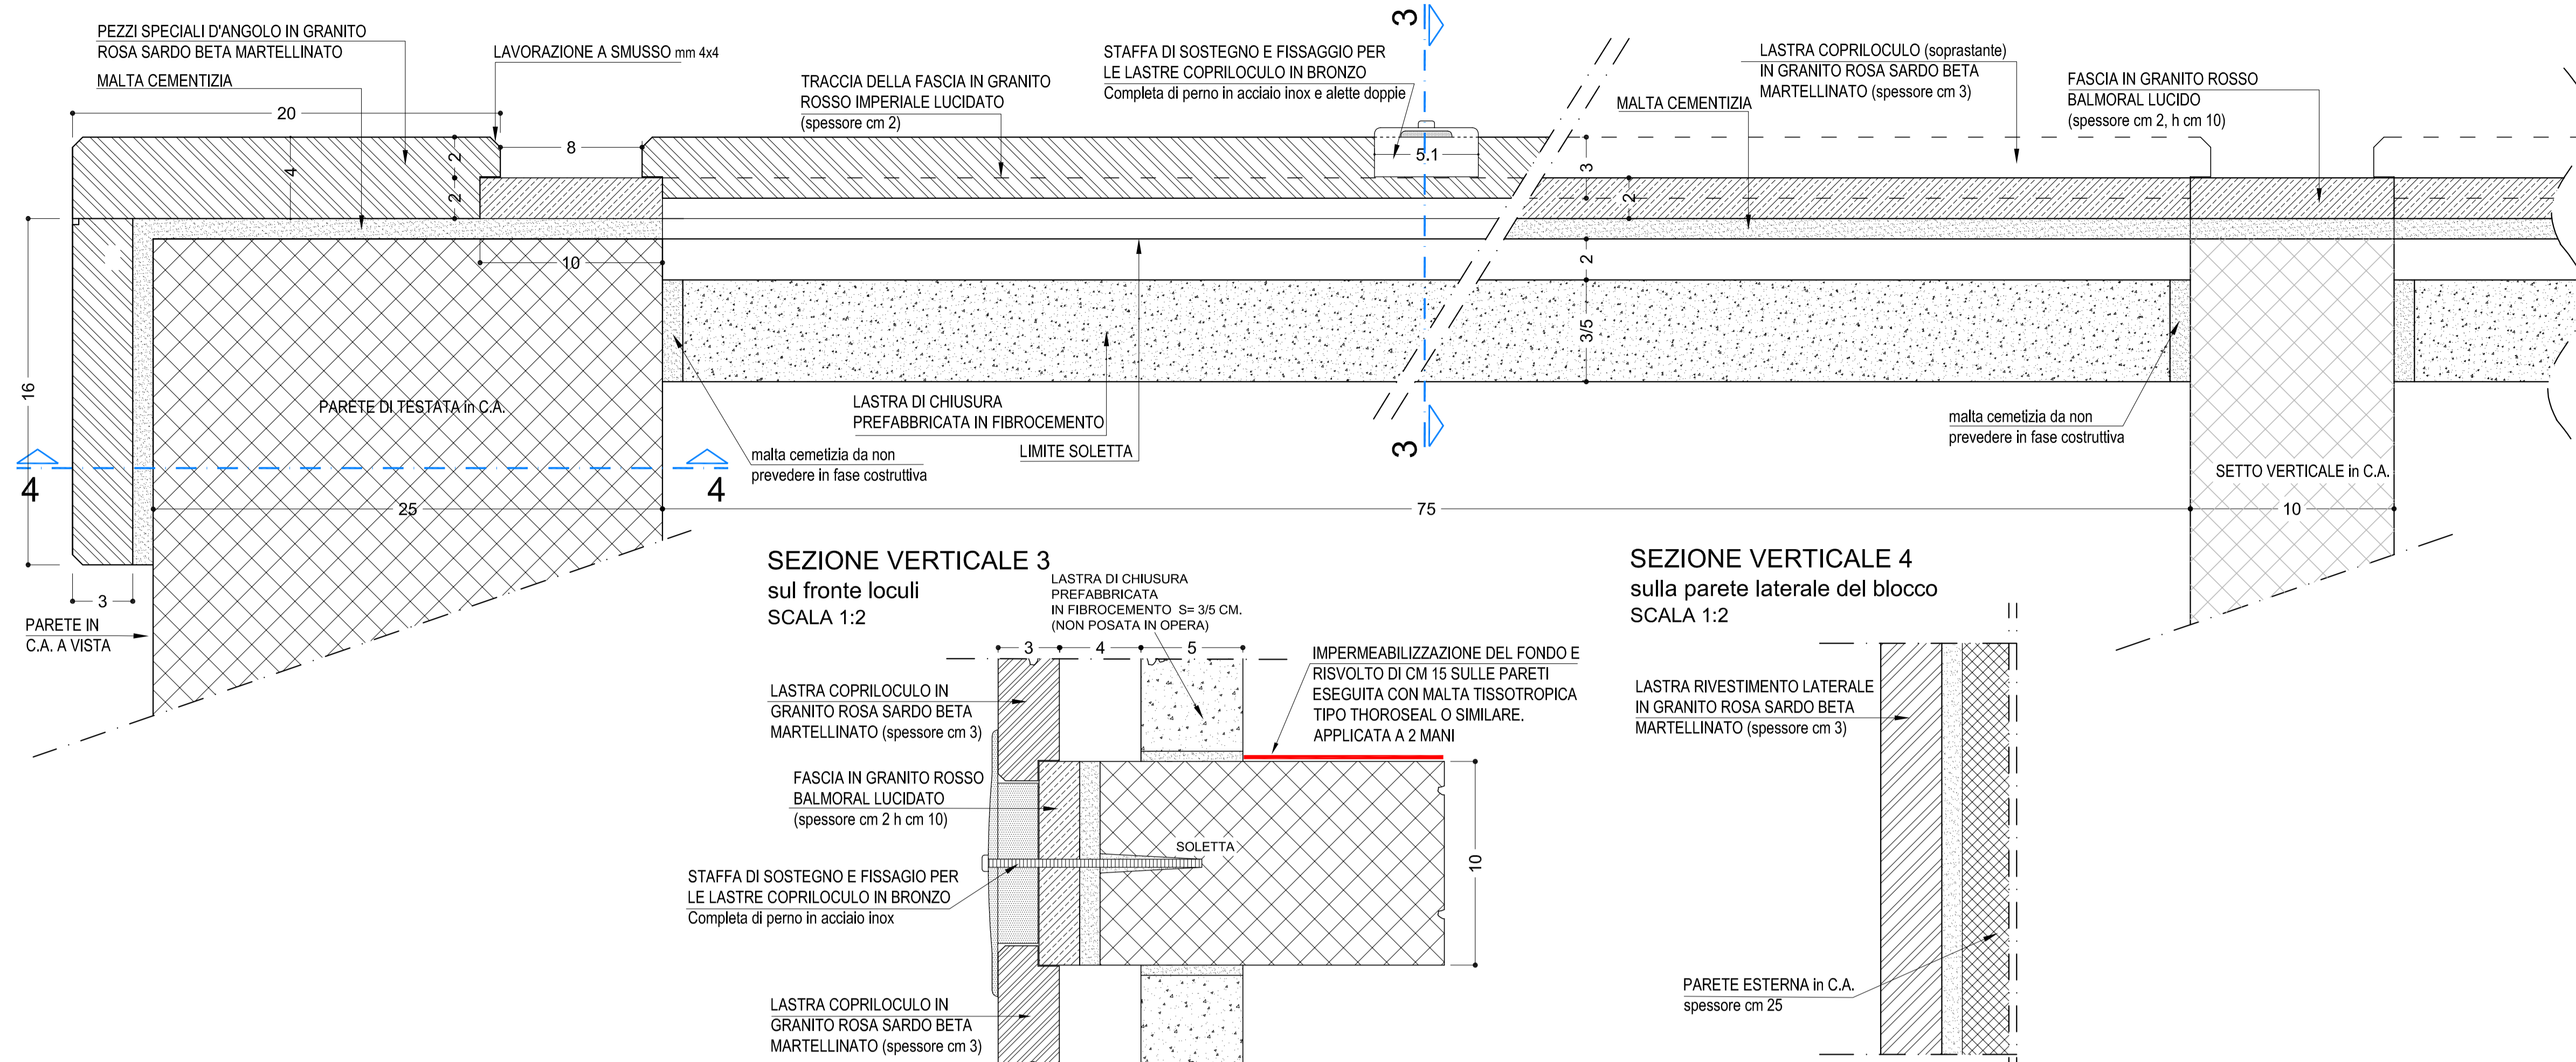 PEZZI SPECIALI D'ANGOLO IN GRANITO
ROSA SARDO BETA MARTELLINATO
MALTA CEMENTIZIA
LAVORAZIONE A SMUSSO mm 4x4
TRACCIA DELLA FASCIA IN GRANITO
ROSSO IMPERIALE LUCIDATO
(spessore cm 2)
STAFFA DI SOSTEGNO E FISSAGGIO PER
LE LASTRE COPRILOCULO IN BRONZO
Completa di perno in acciaio inox e alette doppie
3
MALTA CEMENTIZIA
LASTRA COPRILOCULO (soprastante)
IN GRANITO ROSA SARDO BETA
MARTELLINATO (spessore cm 3)
FASCIA IN GRANITO ROSSO
BALMORAL LUCIDO
(spessore cm 2, h cm 10)
20
8
5.1
4
2
2
3
2
10
2
3/5
16
PARETE DI TESTATA in C.A.
LASTRA DI CHIUSURA
PREFABBRICATA IN FIBROCEMENTO
LIMITE SOLETTA
malta cemetizia da non
prevedere in fase costruttiva
3
malta cemetizia da non
prevedere in fase costruttiva
SETTO VERTICALE in C.A.
4
4
25
75
10
3
PARETE IN
C.A. A VISTA
SEZIONE VERTICALE 3
sul fronte loculi
SCALA 1:2
LASTRA DI CHIUSURA
PREFABBRICATA
IN FIBROCEMENTO S= 3/5 CM.
(NON POSATA IN OPERA)
3
4
5
IMPERMEABILIZZAZIONE DEL FONDO E
RISVOLTO DI CM 15 SULLE PARETI
ESEGUITA CON MALTA TISSOTROPICA
TIPO THOROSEAL O SIMILARE.
APPLICATA A 2 MANI
LASTRA COPRILOCULO IN
GRANITO ROSA SARDO BETA
MARTELLINATO (spessore cm 3)
FASCIA IN GRANITO ROSSO
BALMORAL LUCIDATO
(spessore cm 2 h cm 10)
SOLETTA
10
STAFFA DI SOSTEGNO E FISSAGIO PER
LE LASTRE COPRILOCULO IN BRONZO
Completa di perno in acciaio inox
LASTRA COPRILOCULO IN
GRANITO ROSA SARDO BETA
MARTELLINATO (spessore cm 3)
SEZIONE VERTICALE 4
sulla parete laterale del blocco
SCALA 1:2
LASTRA RIVESTIMENTO LATERALE
IN GRANITO ROSA SARDO BETA
MARTELLINATO (spessore cm 3)
PARETE ESTERNA in C.A.
spessore cm 25